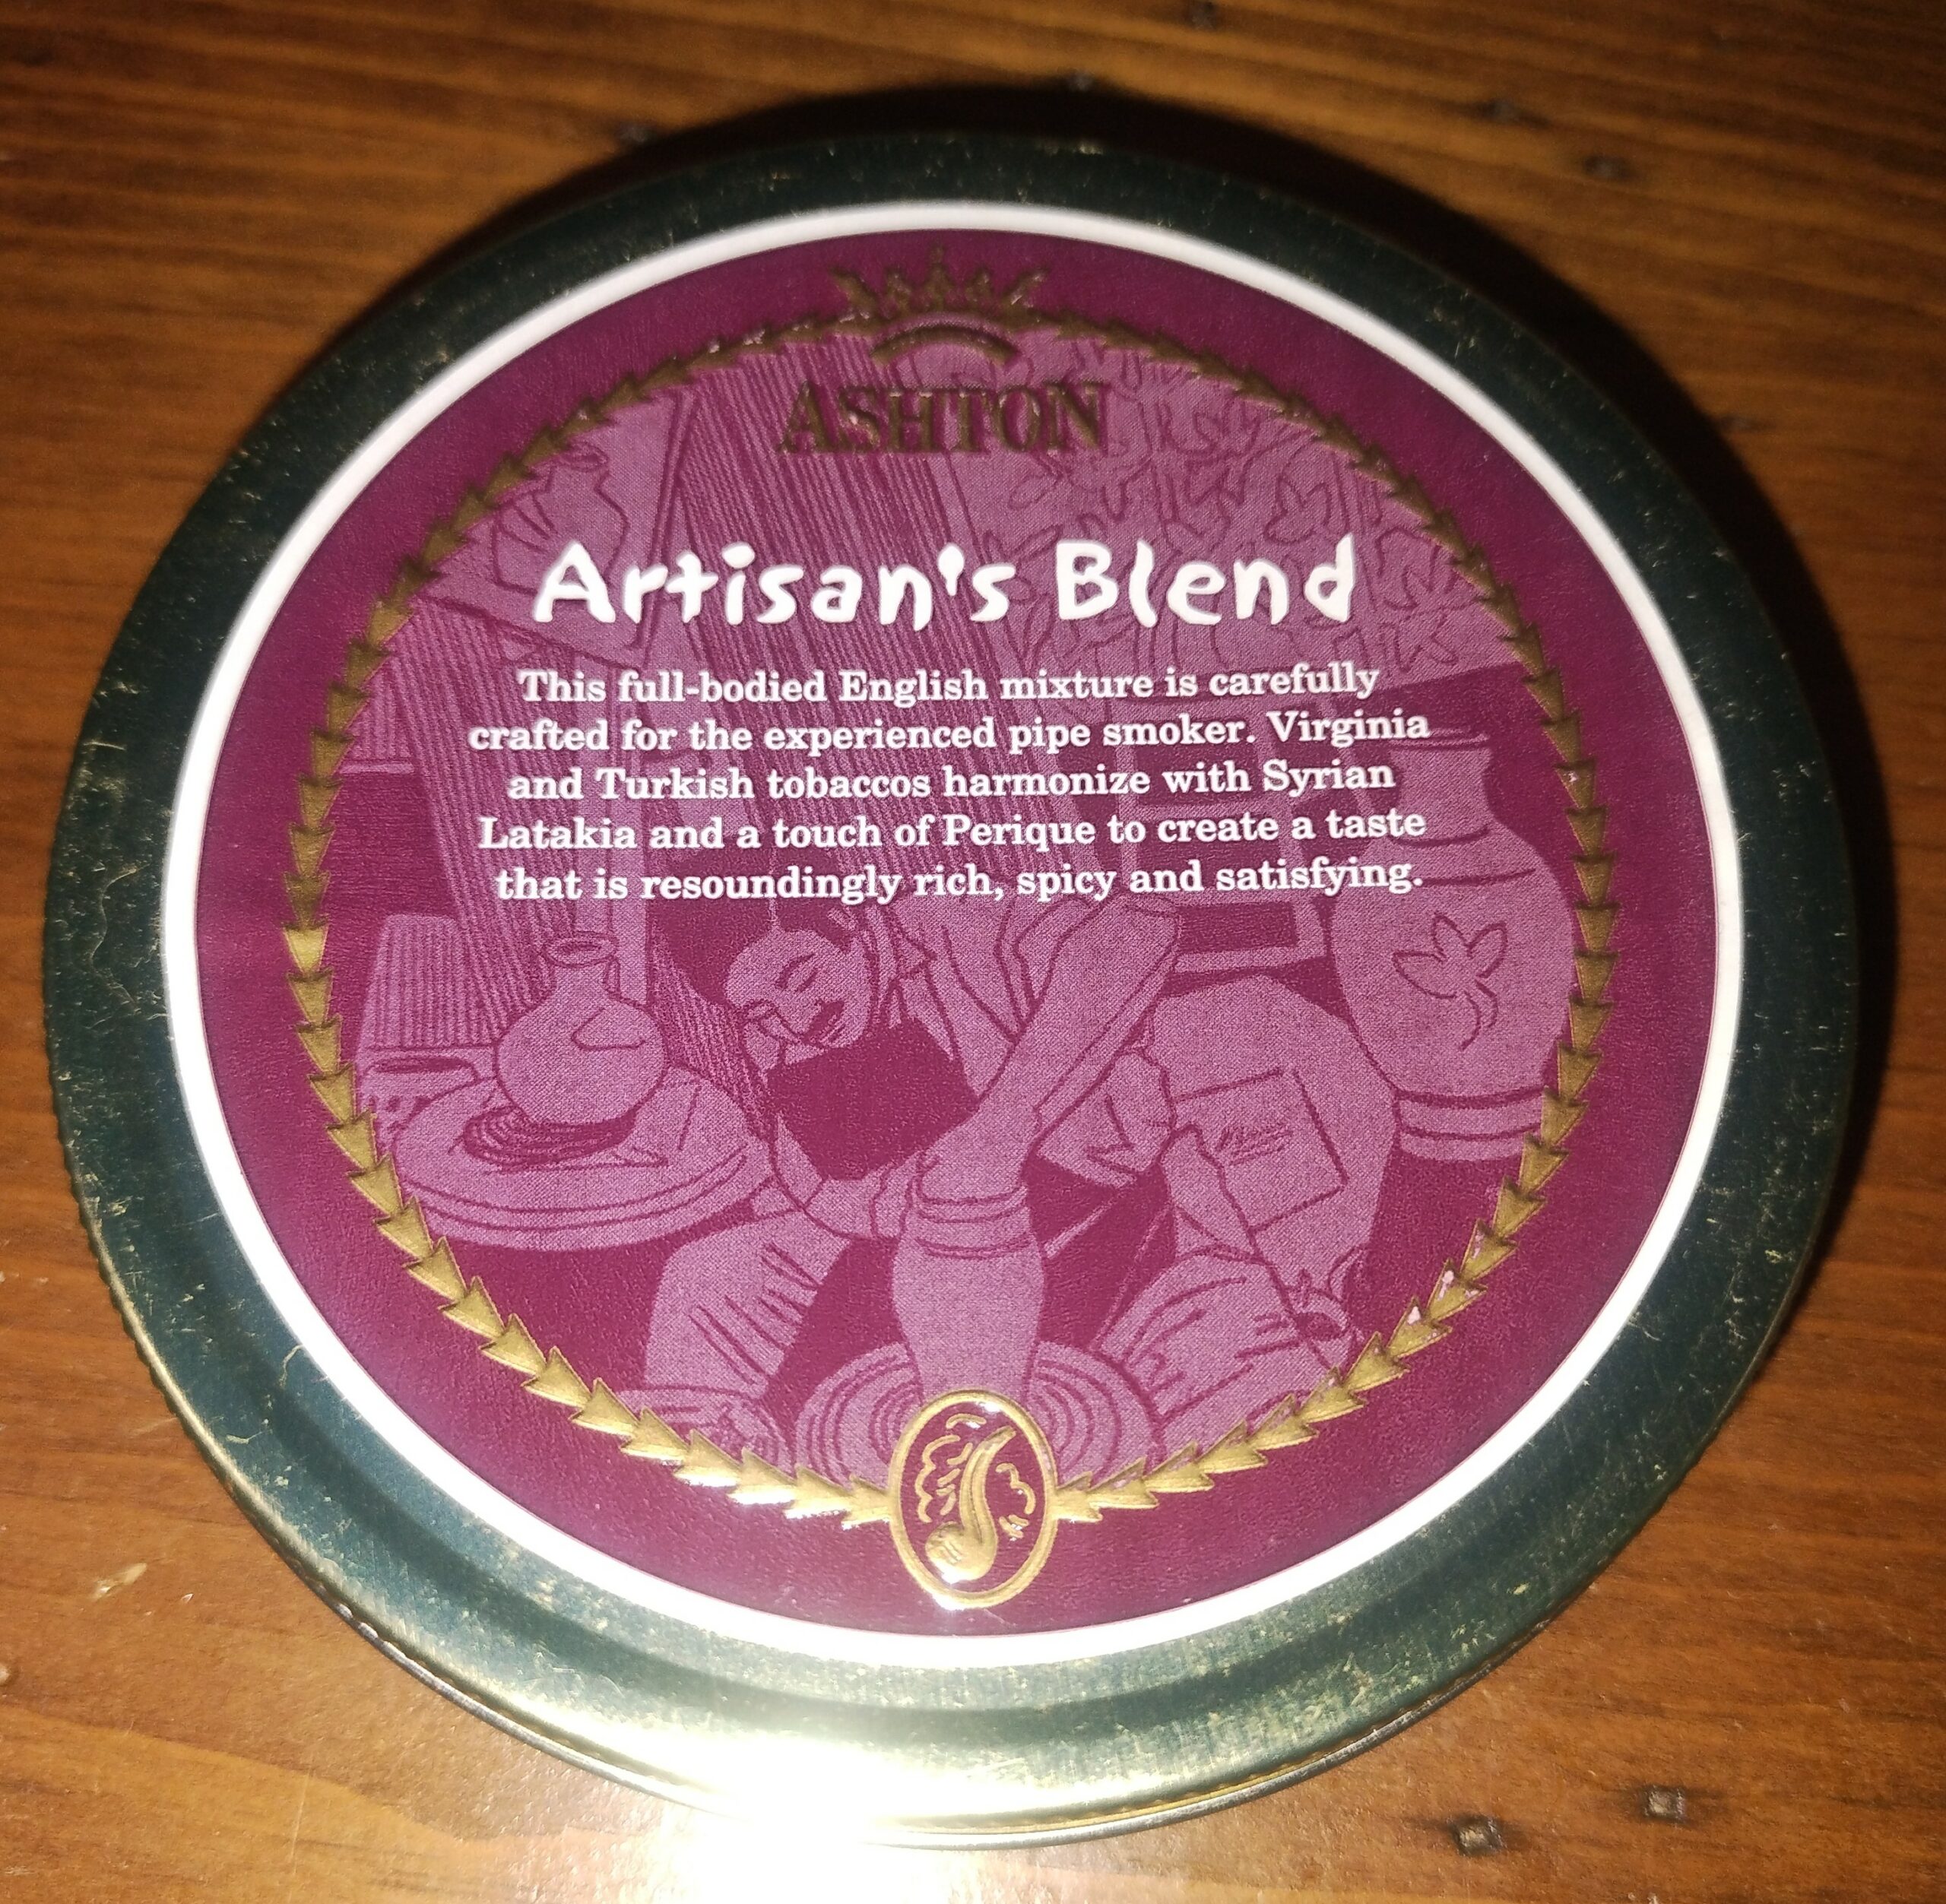 ASHTON
Artisan's Blend
This full-bodied English mixture is carefully
crafted for the experienced pipe smoker. Virginia
and Turkish tobaccos harmonize with Syrian
Latakia and a touch of Perique to create a taste
that is resoundingly rich, spicy and satisfying.